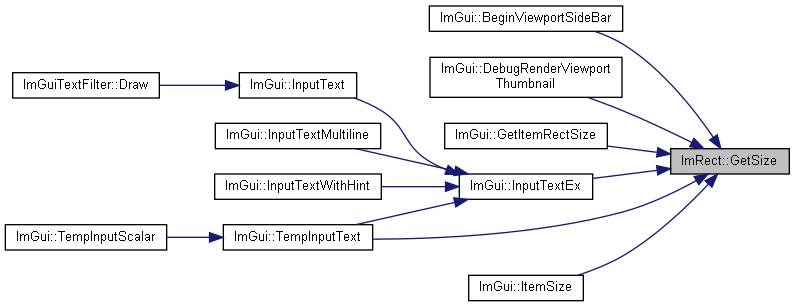 ImGui::BeginViewportSideBar
ImGui::DebugRenderViewport
Thumbnail
ImGuiTextFilter::Draw
ImGui::InputText
ImGui::InputTextMultiline
ImGui::GetItemRectSize
ImRect::GetSize
ImGui::InputTextWithHint
ImGui::InputTextEx
ImGui::TempInputScalar
ImGui::TempInputText
ImGui::ItemSize